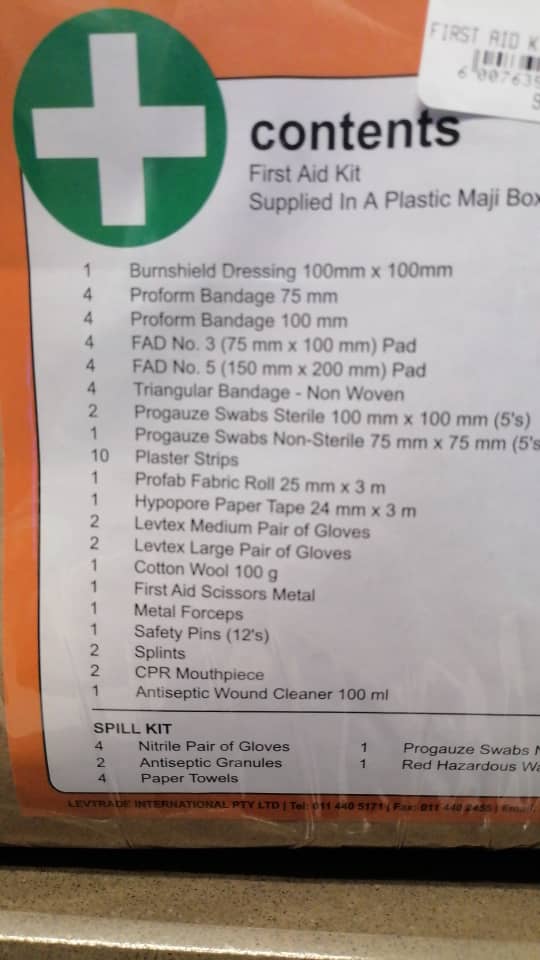 FIRST AID K
6 007635
contents
First Aid Kit
Supplied In A Plastic Maji Box
1 Burnshield Dressing 100mm x 100mm
4 Proform Bandage 75 mm
4 Proform Bandage 100 mm
4 FAD No. 3 (75 mm x 100 mm) Pad
4 FAD No. 5 (150 mm x 200 mm) Pad
4 Triangular Bandage - Non Woven
2 Progauze Swabs Sterile 100 mm x 100 mm (5's)
1 Progauze Swabs Non-Sterile 75 mm x 75 mm (5's
10 Plaster Strips
1 Profab Fabric Roll 25 mm x 3 m
1 Hypopore Paper Tape 24 mm x 3 m
2 Levtex Medium Pair of Gloves
2 Levtex Large Pair of Gloves
1 Cotton Wool 100 g
1 First Aid Scissors Metal
1 Metal Forceps
1 Safety Pins (12's)
2 Splints
2 CPR Mouthpiece
1 Antiseptic Wound Cleaner 100 ml
SPILL KIT
4 Nitrile Pair of Gloves 1 Progauze Swabs N
2 Antiseptic Granules 1 Red Hazardous Wa
4 Paper Towels
LEVTRADE INTERNATIONAL PTY LTD | Tel: 011 440 5171 | Fax: 011 440 2455 |